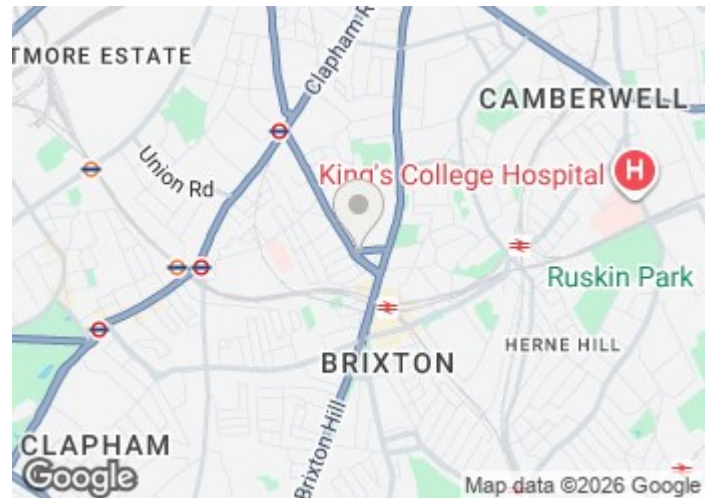 TMORE ESTATE
Clapham R
CAMBERWELL
Union Rd
King's College Hospital
H
Ruskin Park
BRIXTON
HERNE HILL
Brixton Hill
CLAPHAM
Google
Map data ©2026 Google